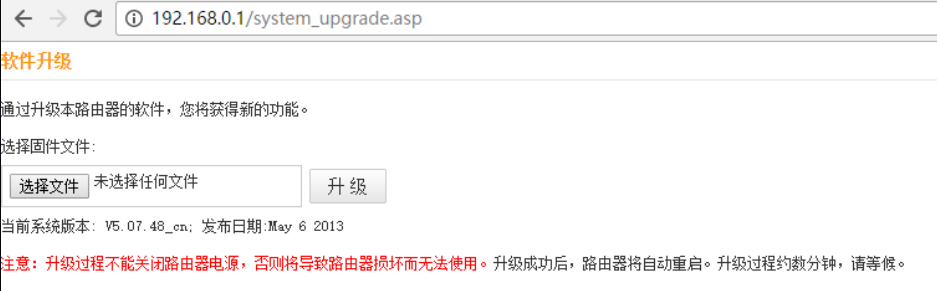 192.168.0.1/system_upgrade.asp
软件升级
通过升级本路由器的软件，您将获得新的功能。
选择固件文件:
选择文件 未选择任何文件 升级
当前系统版本: V5.07.48_cn; 发布日期:May 6 2013
注意：升级过程不能关闭路由器电源，否则将导致路由器损坏而无法使用。升级成功后，路由器将自动重启。升级过程约数分钟，请等候。